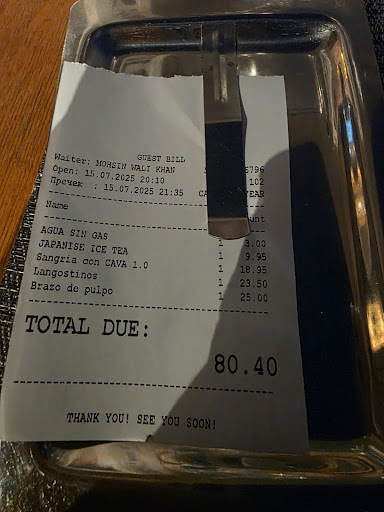 GUEST BILL
Waiter: MOHSIN WALI KHAN 6796
Open: 15.07.2025 20:10 102
Пречек : 15.07.2025 21:35
Name
AGUA SIN GAS 1 3.00
JAPANISE ICE TEA 1 9.95
Sangria con CAVA 1.0 1 18.95
Langostinos 1 23.50
Brazo de pulpo 1 25.00
TOTAL DUE:
80.40
THANK YOU! SEE YOU SOON!